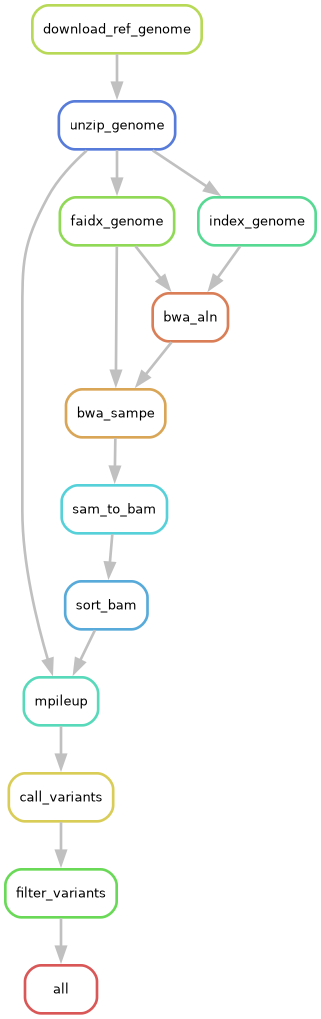 download_ref_genome
unzip_genome
faidx_genome
index_genome
bwa_aln
bwa_sampe
sam_to_bam
sort_bam
mpileup
call_variants
filter_variants
all